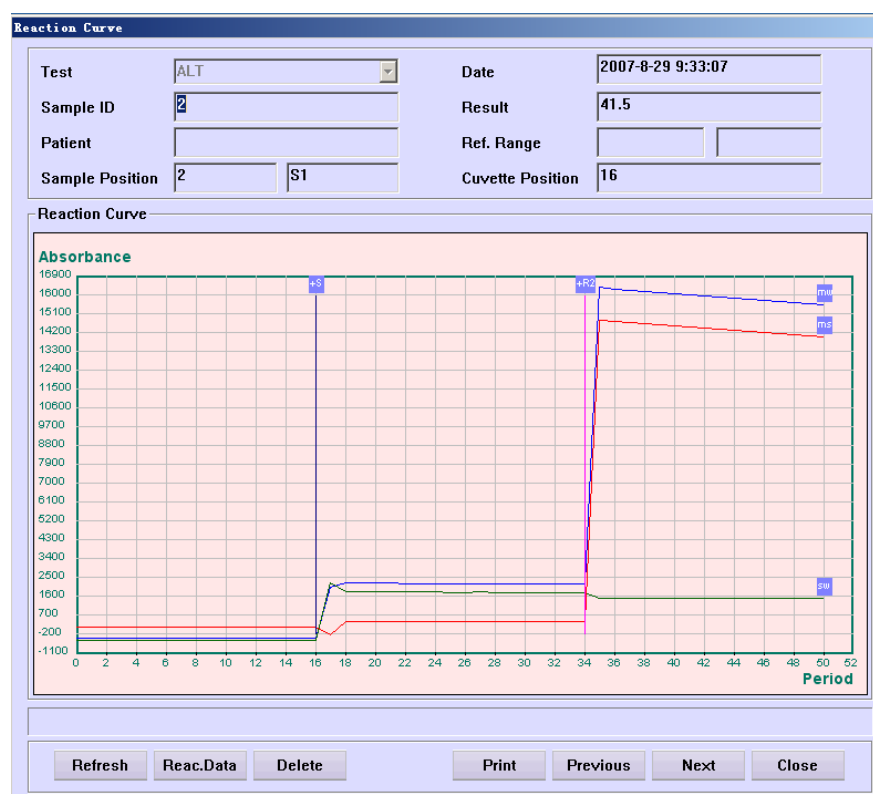 Reaction Curve
Test ALT Date 2007-8-29 9:33:07
Sample ID 2 Result 41.5
Patient Ref. Range
Sample Position 2 S1 Cuvette Position 16
Reaction Curve
Absorbance
16900
+S +R2
16000 mw
15100
14200 ms
13300
12400
11500
10600
9700
8800
7900
7000
6100
5200
4300
3400
2500
1600 sw
700
-200
-1100
0 2 4 6 8 10 12 14 16 18 20 22 24 26 28 30 32 34 36 38 40 42 44 46 48 50 52
Period
Refresh Reac.Data Delete Print Previous Next Close